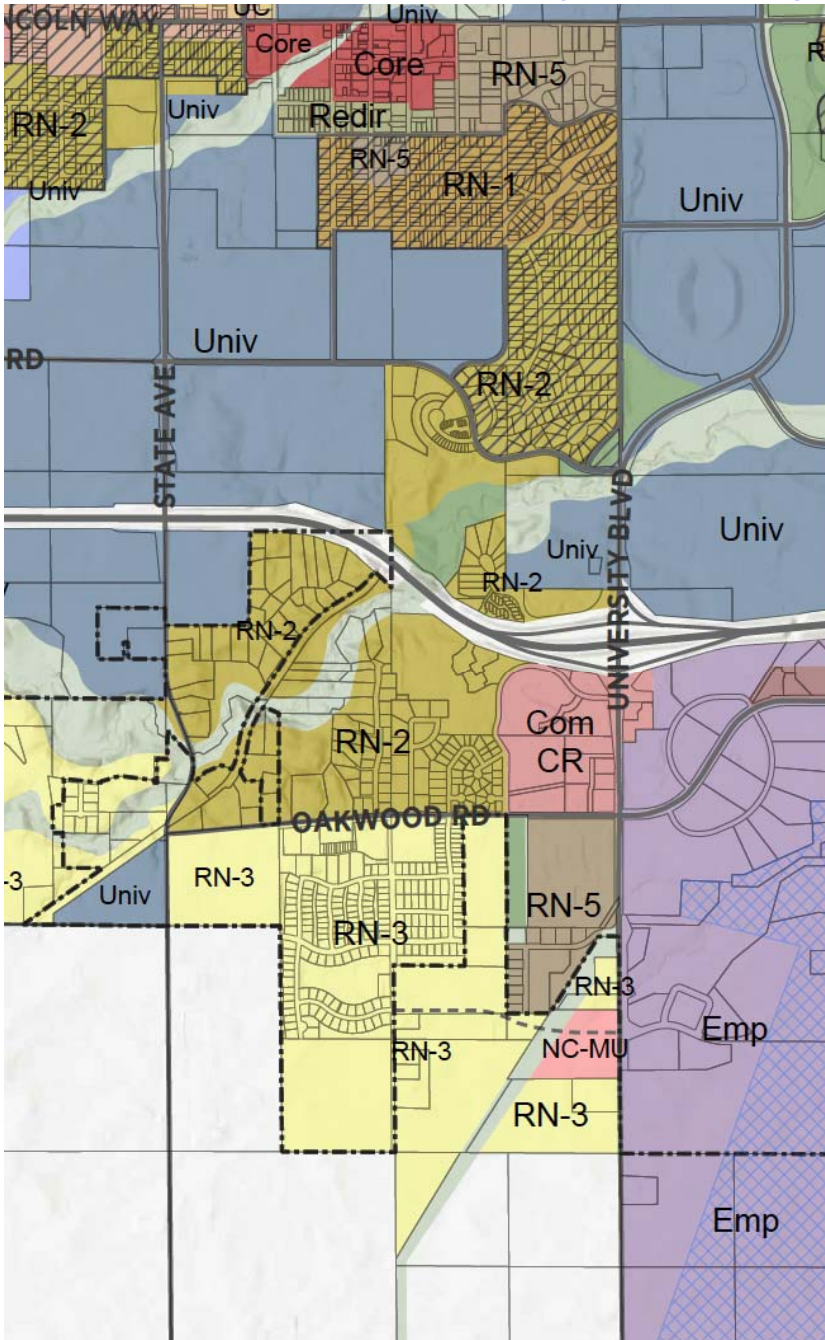 UC
Univ
NCOLN WAY
Core
Core
RN-5
R
Univ
Redir
RN-2
RN-5
RN-1
Univ
Univ
Univ
RD
RN-2
STATE AVE
UNIVERSITY BLVD
Univ
Univ
RN-2
RN-2
Com
CR
RN-2
OAKWOOD RD
-3
Univ
RN-3
RN-5
RN-3
RN-3
Emp
RN-3
NC-MU
RN-3
Emp